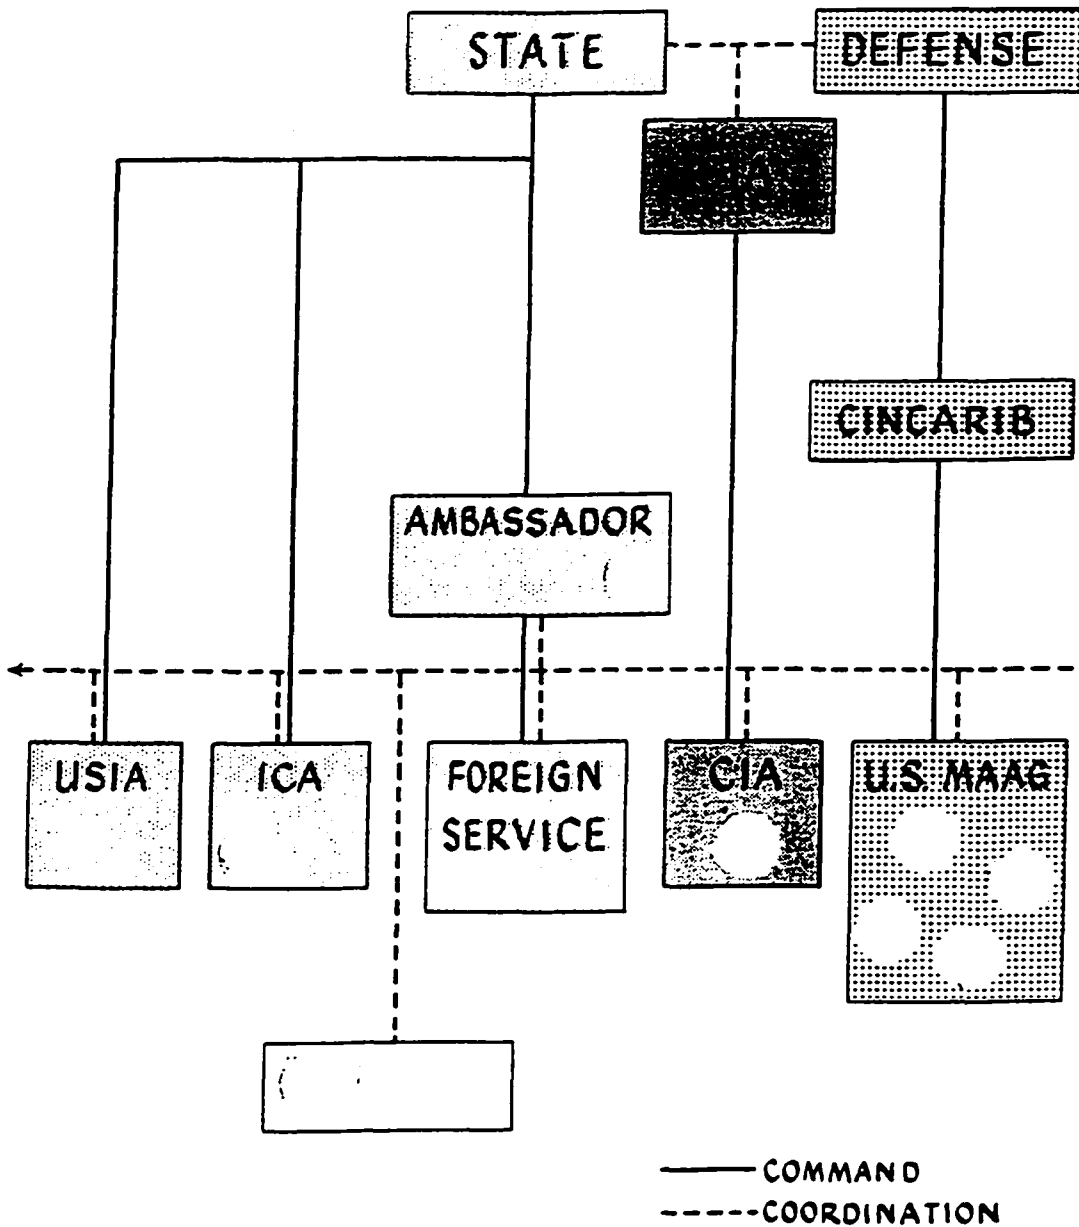 STATE
DEFENSE
CINCARIB
AMBASSADOR
USIA
ICA
FOREIGN
SERVICE
CIA
U.S. MAAG
COMMAND
COORDINATION